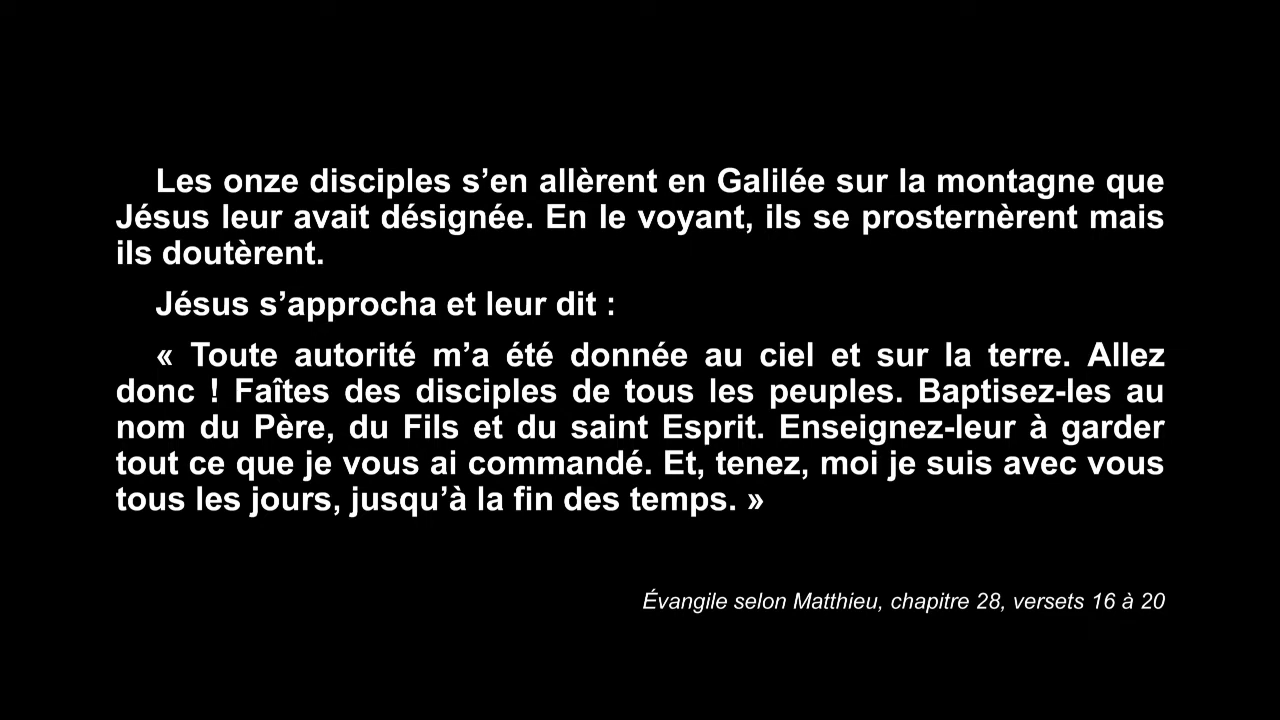 Les onze disciples s’en allèrent en Galilée sur la montagne que
Jésus leur avait désignée. En le voyant, ils se prosternèrent mais
ils doutèrent.
Jésus s’approcha et leur dit :
« Toute autorité m’a été donnée au ciel et sur la terre. Allez
donc ! Faîtes des disciples de tous les peuples. Baptisez-les au
nom du Père, du Fils et du saint Esprit. Enseignez-leur à garder
tout ce que je vous ai commandé. Et, tenez, moi je suis avec vous
tous les jours, jusqu’à la fin des temps. »
Évangile selon Matthieu, chapitre 28, versets 16 à 20